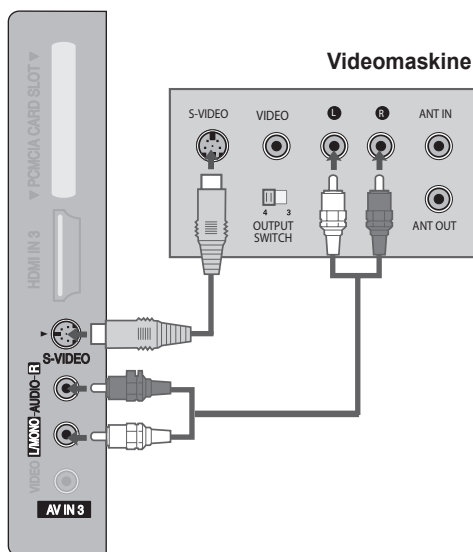 Videomaskine
S-VIDEO
VIDEO
L
R
ANT IN
4 3
OUTPUT
SWITCH
ANT OUT
▼ PCMCIA CARD SLOT ▼
HDMI IN 3
S-VIDEO
VIDEO L/MONO-AUDIO-R
AV IN 3